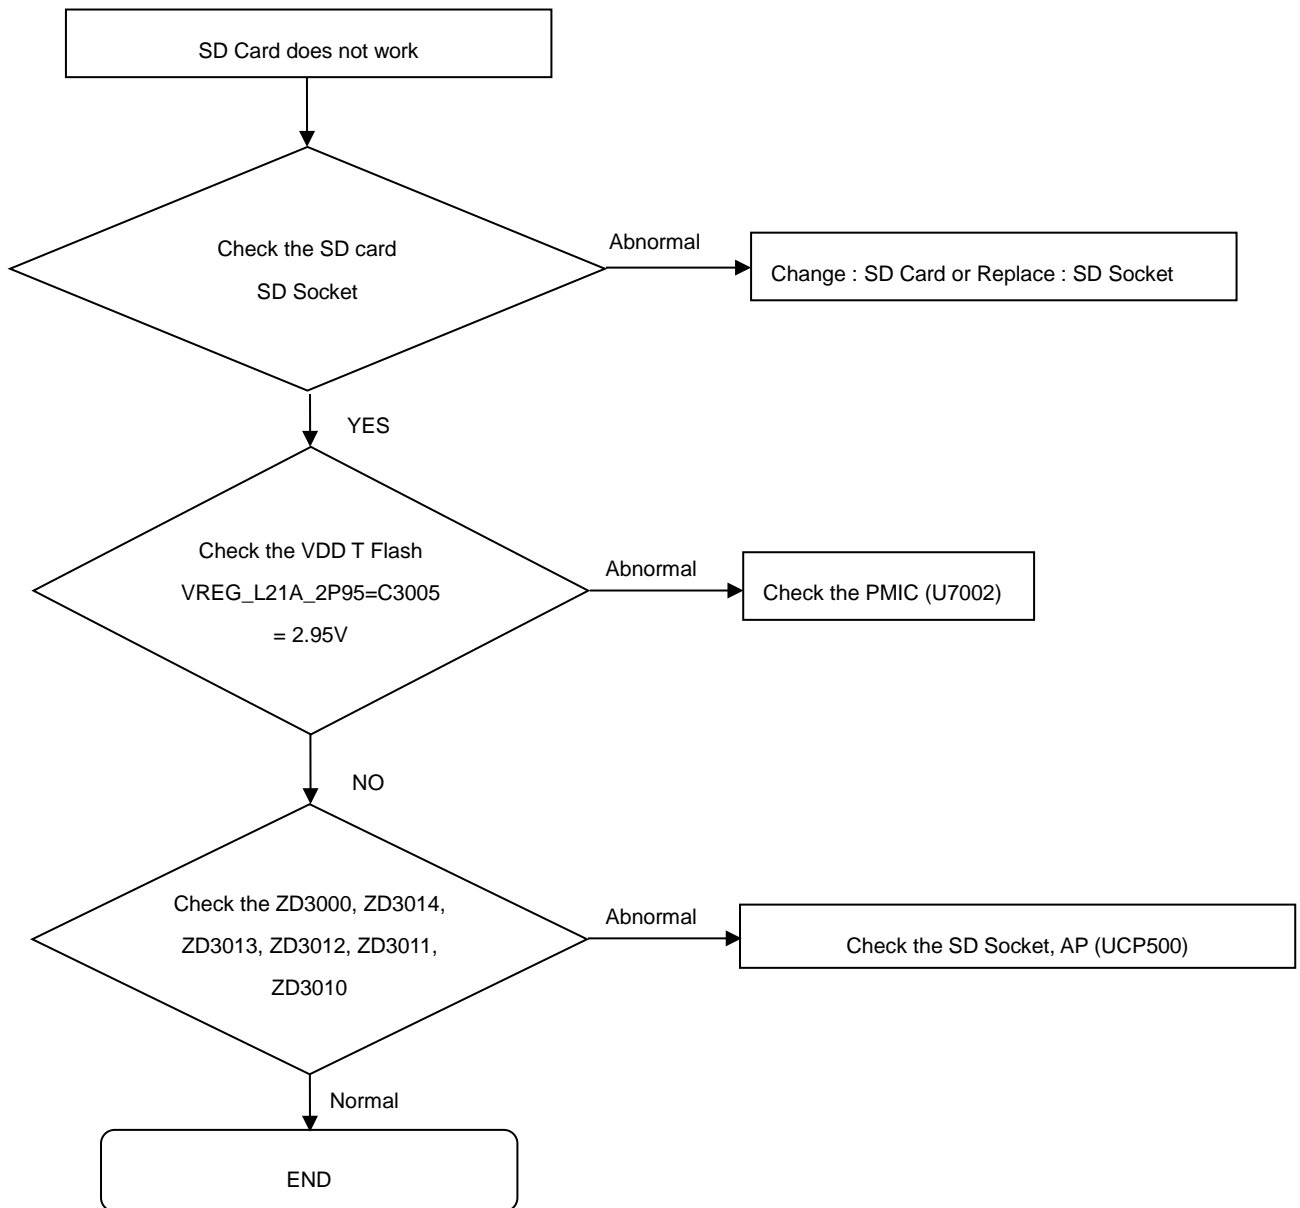 SD Card does not work
Check the SD card
SD Socket
Abnormal
Change : SD Card or Replace : SD Socket
YES
Check the VDD T Flash
VREG_L21A_2P95=C3005
= 2.95V
Abnormal
Check the PMIC (U7002)
NO
Check the ZD3000, ZD3014,
ZD3013, ZD3012, ZD3011,
ZD3010
Abnormal
Check the SD Socket, AP (UCP500)
Normal
END